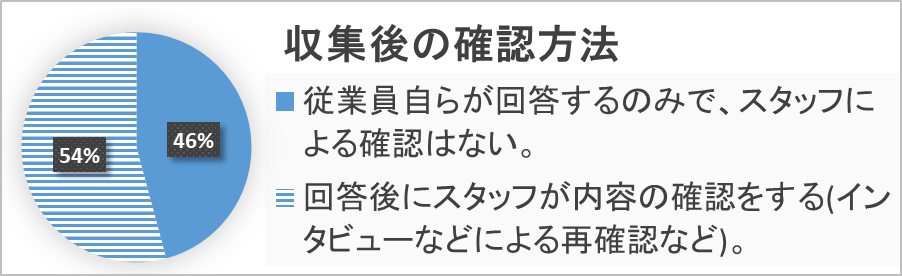 収集後の確認方法
46%
54%
従業員自らが回答するのみで、スタッフに
よる確認はない。
回答後にスタッフが内容の確認をする(イン
タビューなどによる再確認など)。